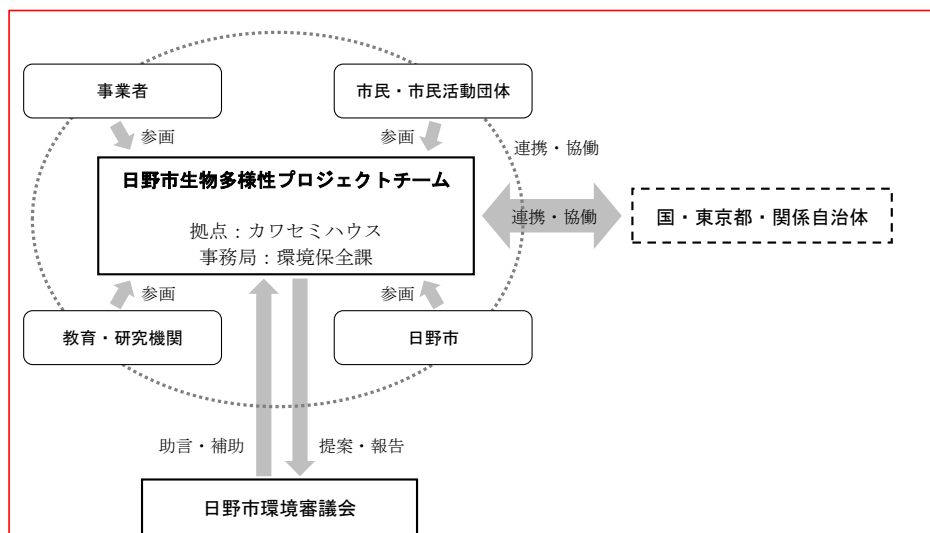 事業者
市民・市民活動団体
参画
参画
連携・協働
日野市生物多様性プロジェクトチーム
拠点：カワセミハウス
事務局：環境保全課
連携・協働
国・東京都・関係自治体
参画
参画
教育・研究機関
日野市
助言・補助
提案・報告
日野市環境審議会